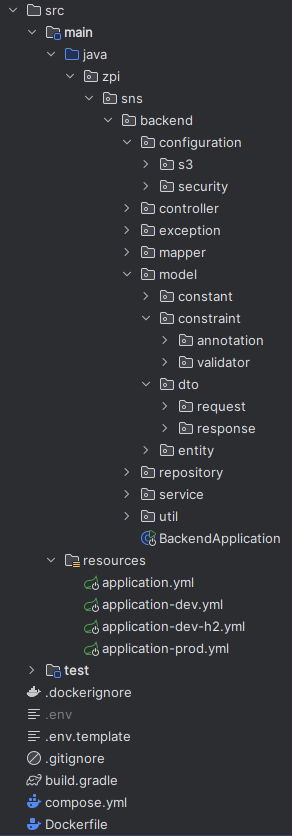 src
main
java
zpi
sns
backend
configuration
s3
security
controller
exception
mapper
model
constant
constraint
annotation
validator
dto
request
response
entity
repository
service
util
BackendApplication
resources
application.yml
application-dev.yml
application-dev-h2.yml
application-prod.yml
test
.dockerignore
.env
.env.template
.gitignore
build.gradle
compose.yml
Dockerfile